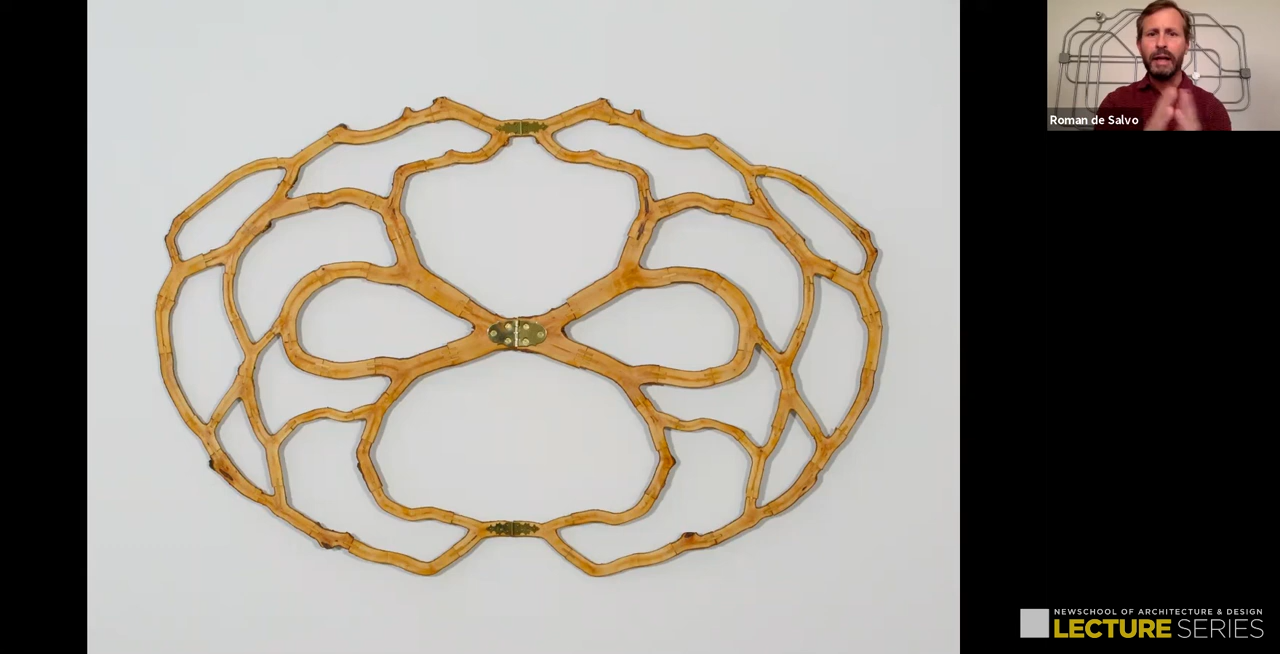 Roman de Salvo
NEWSCHOOL OF ARCHITECTURE & DESIGN
LECTURE SERIES